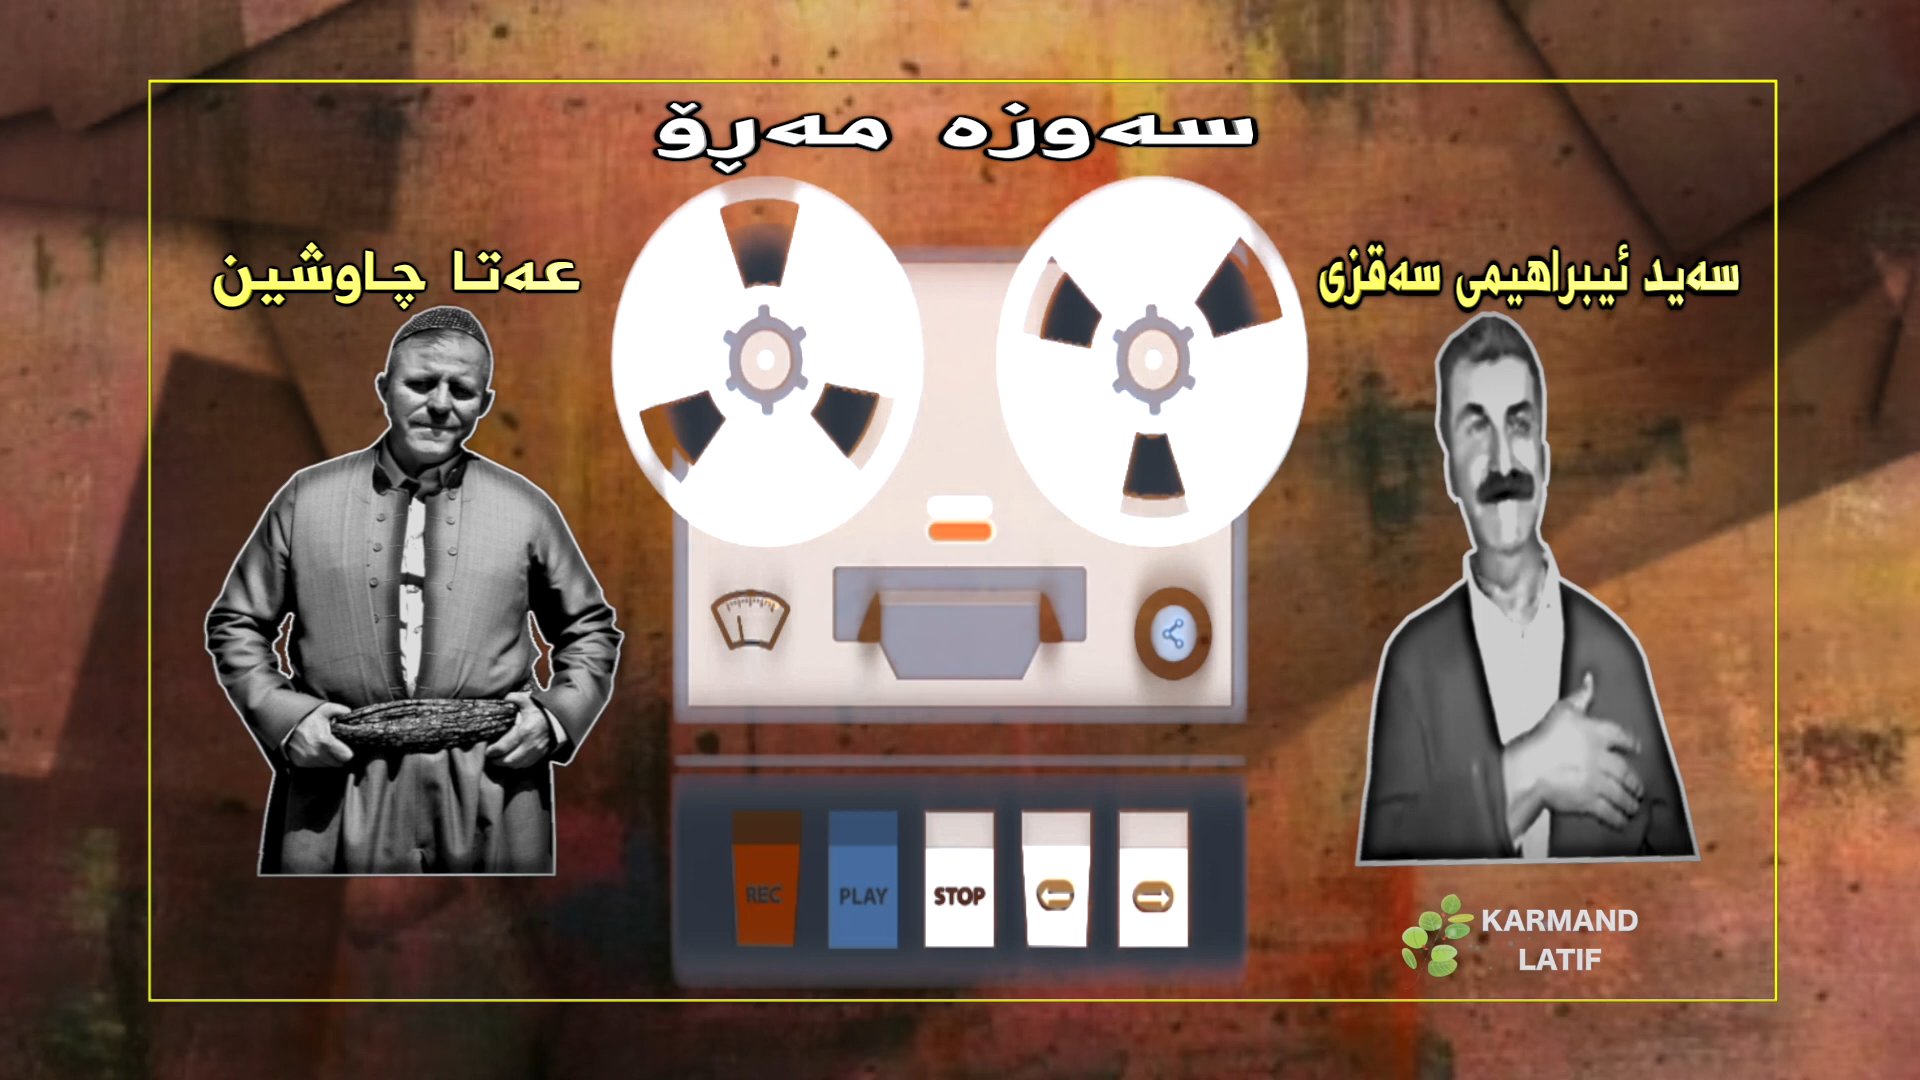 سەوزە مەڕۆ
سەید ئیبراهیمی سەقزی
عەتا چاوشین
REC
PLAY
STOP
KARMAND
LATIF